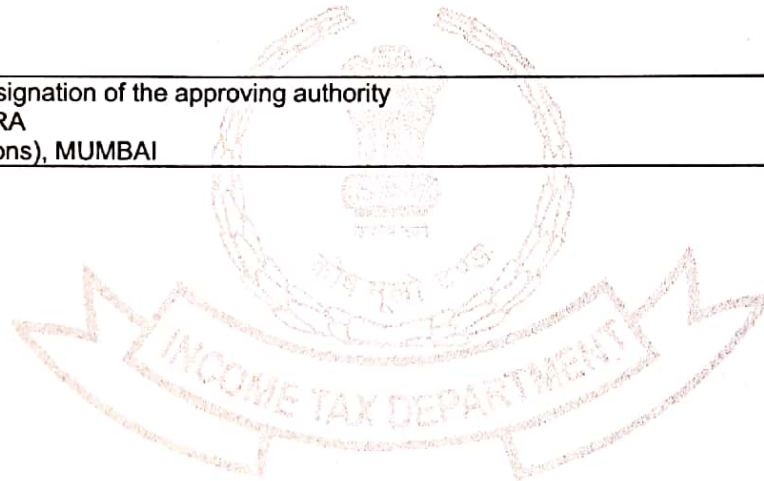 signation of the approving authority
RA
ons), MUMBAI
INCOME TAX DEPARTMENT